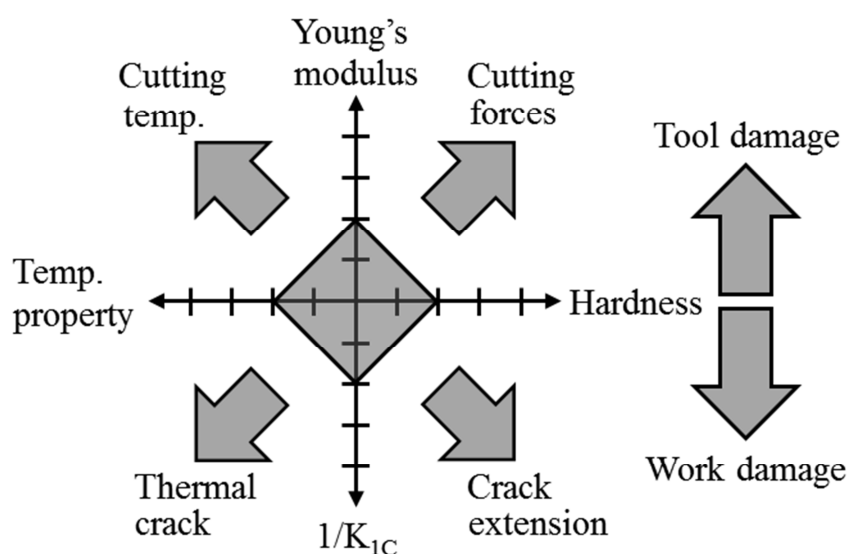 Young’s
modulus
Cutting
temp.
Cutting
forces
Tool damage
Temp.
property
Hardness
Thermal
crack
Crack
extension
Work damage
1/K1C